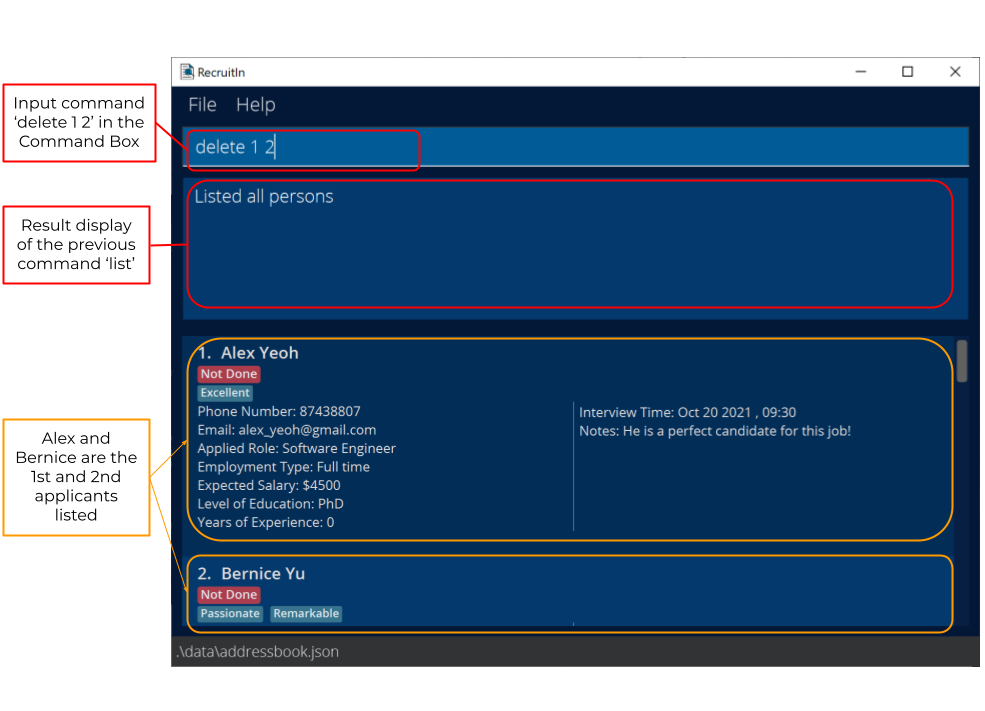 RecruitIn
File Help
Input command
‘delete 1 2’ in the
Command Box
delete 1 2
Result display
of the previous
command ‘list’
Listed all persons
1. Alex Yeoh
Not Done
Excellent
Phone Number: 87438807
Email: alex_yeoh@gmail.com
Applied Role: Software Engineer
Employment Type: Full time
Expected Salary: $4500
Level of Education: PhD
Years of Experience: 0
Interview Time: Oct 20 2021 , 09:30
Notes: He is a perfect candidate for this job!
Alex and
Bernice are the
1st and 2nd
applicants
listed
2. Bernice Yu
Not Done
Passionate Remarkable
.\data\addressbook.json